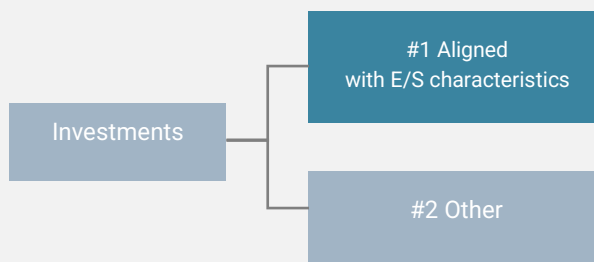 #1 Aligned
with E/S characteristics
Investments
#2 Other